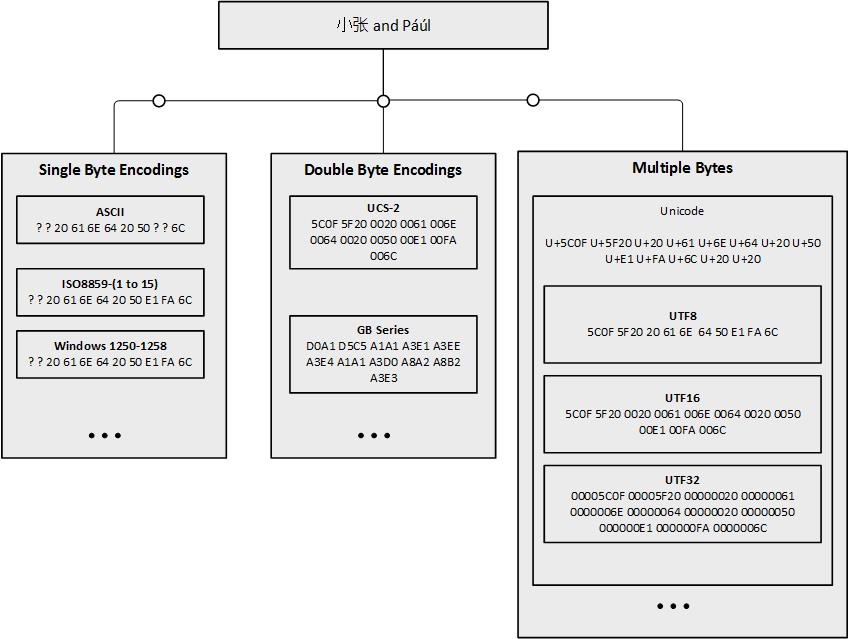 小张 and Páúl
Single Byte Encodings
ASCII
? ? 20 61 6E 64 20 50 ? ? 6C
ISO8859-(1 to 15)
? ? 20 61 6E 64 20 50 E1 FA 6C
Windows 1250-1258
? ? 20 61 6E 64 20 50 E1 FA 6C
•••
Double Byte Encodings
UCS-2
5C0F 5F20 0020 0061 006E
0064 0020 0050 00E1 00FA
006C
GB Series
D0A1 D5C5 A1A1 A3E1 A3EE
A3E4 A1A1 A3D0 A8A2 A8B2
A3E3
•••
Multiple Bytes
Unicode
U+5C0F U+5F20 U+20 U+61 U+6E U+64 U+20 U+50
U+E1 U+FA U+6C U+20 U+20
UTF8
5C0F 5F20 20 61 6E 64 50 E1 FA 6C
UTF16
5C0F 5F20 0020 0061 006E 0064 0020 0050
00E1 00FA 006C
UTF32
00005C0F 00005F20 00000020 00000061
0000006E 00000064 00000020 00000050
000000E1 000000FA 0000006C
•••